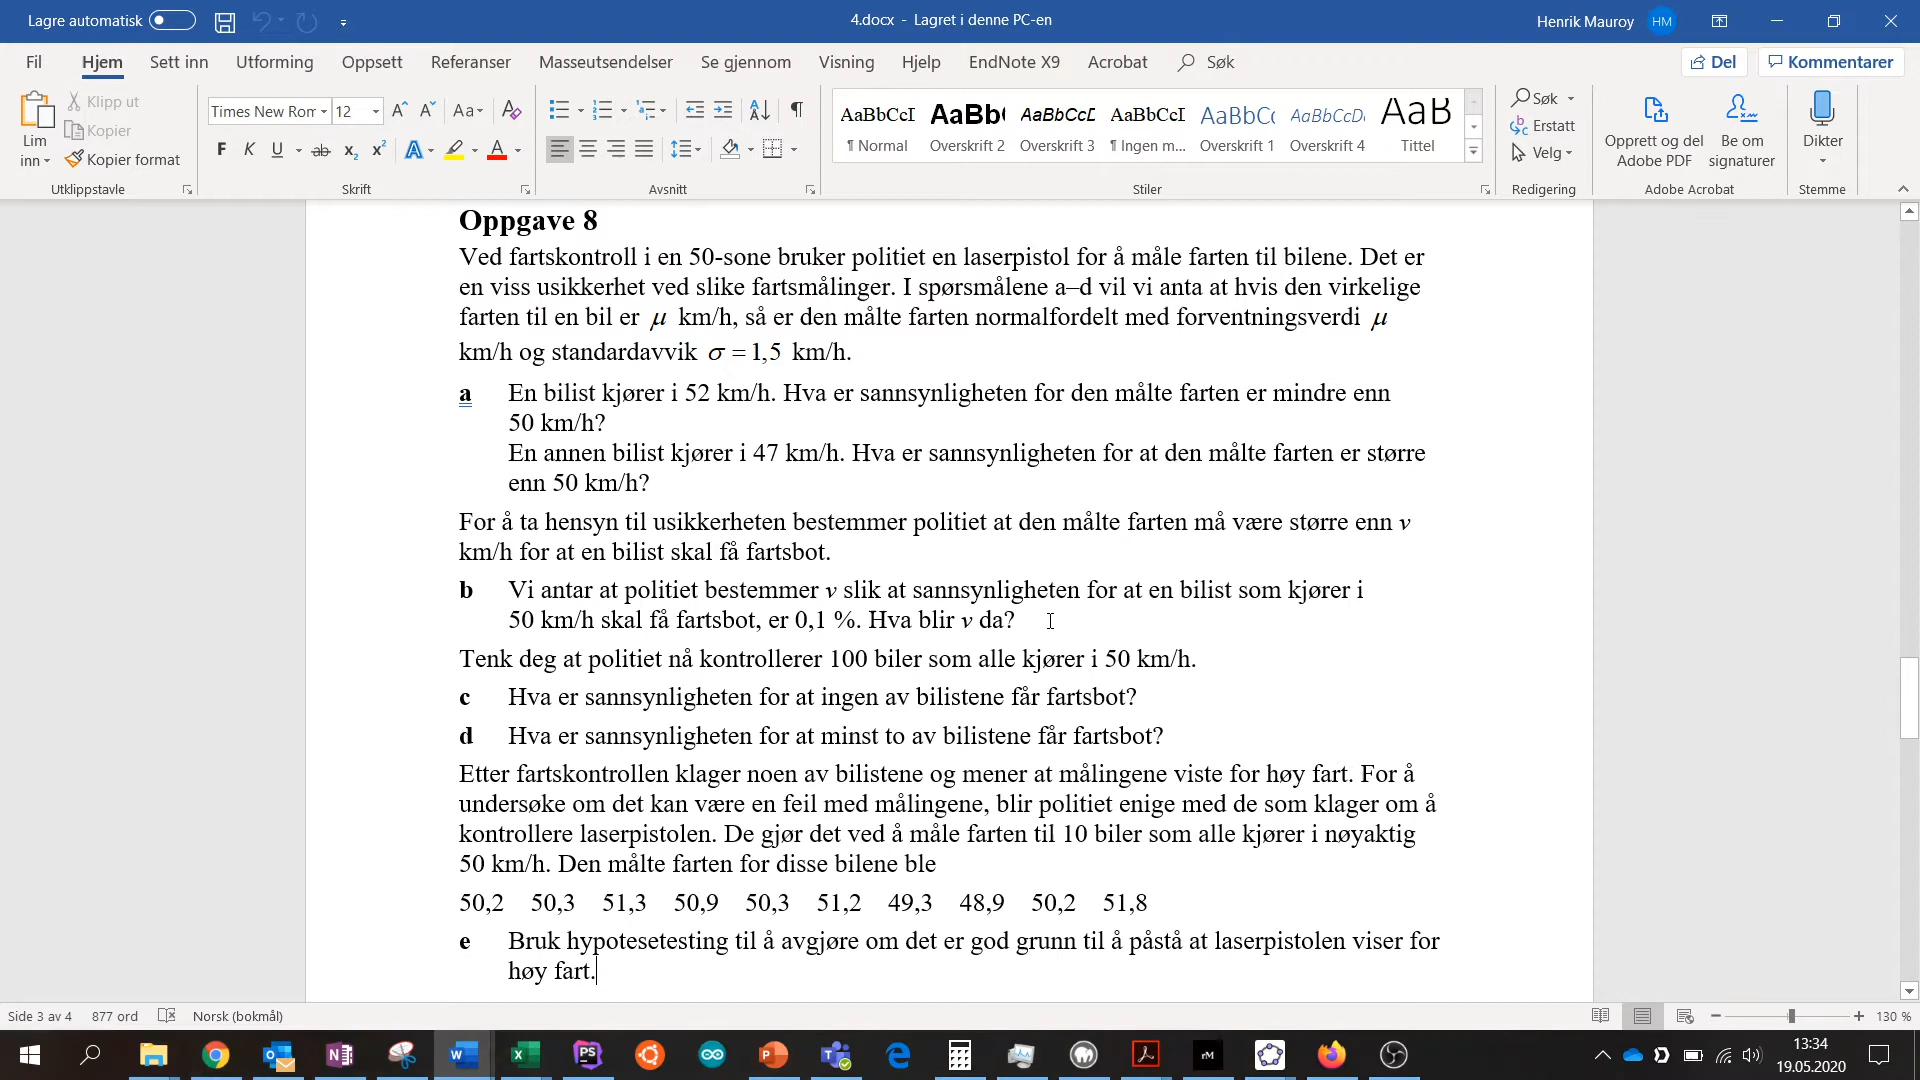 Lagre automatisk
4.docx - Lagret i denne PC-en
Henrik Mauroy HM
Fil Hjem Sett inn Utforming Oppsett Referanser Masseutsendelser Se gjennom Visning Hjelp EndNote X9 Acrobat Søk Del Kommentarer
Lim inn
Klipp ut
Kopier
Kopier format
Utklippstavle
Times New Rom 12
F K U ab x₂ x²
Skrift
Avsnitt
AaBbCcI AaBb( AaBbCcD AaBbCcI AaBbCc AaBbCcDc AaB
¶ Normal Overskrift 2 Overskrift 3 ¶ Ingen m... Overskrift 1 Overskrift 4 Tittel
Stiler
Søk
Erstatt
Velg
Redigering
Opprett og del Adobe PDF
Be om signaturer
Adobe Acrobat
Dikter
Stemme
Oppgave 8
Ved fartskontroll i en 50-sone bruker politiet en laserpistol for å måle farten til bilene. Det er
en viss usikkerhet ved slike fartsmålinger. I spørsmålene a–d vil vi anta at hvis den virkelige
farten til en bil er μ km/h, så er den målte farten normalfordelt med forventningsverdi μ
km/h og standardavvik σ = 1,5 km/h.
a En bilist kjører i 52 km/h. Hva er sannsynligheten for den målte farten er mindre enn
50 km/h?
En annen bilist kjører i 47 km/h. Hva er sannsynligheten for at den målte farten er større
enn 50 km/h?
For å ta hensyn til usikkerheten bestemmer politiet at den målte farten må være større enn v
km/h for at en bilist skal få fartsbot.
b Vi antar at politiet bestemmer v slik at sannsynligheten for at en bilist som kjører i
50 km/h skal få fartsbot, er 0,1 %. Hva blir v da?
Tenk deg at politiet nå kontrollerer 100 biler som alle kjører i 50 km/h.
c Hva er sannsynligheten for at ingen av bilistene får fartsbot?
d Hva er sannsynligheten for at minst to av bilistene får fartsbot?
Etter fartskontrollen klager noen av bilistene og mener at målingene viste for høy fart. For å
undersøke om det kan være en feil med målingene, blir politiet enige med de som klager om å
kontrollere laserpistolen. De gjør det ved å måle farten til 10 biler som alle kjører i nøyaktig
50 km/h. Den målte farten for disse bilene ble
50,2 50,3 51,3 50,9 50,3 51,2 49,3 48,9 50,2 51,8
e Bruk hypotesetesting til å avgjøre om det er god grunn til å påstå at laserpistolen viser for
høy fart.
Side 3 av 4 877 ord Norsk (bokmål) 130 %
13:34
19.05.2020